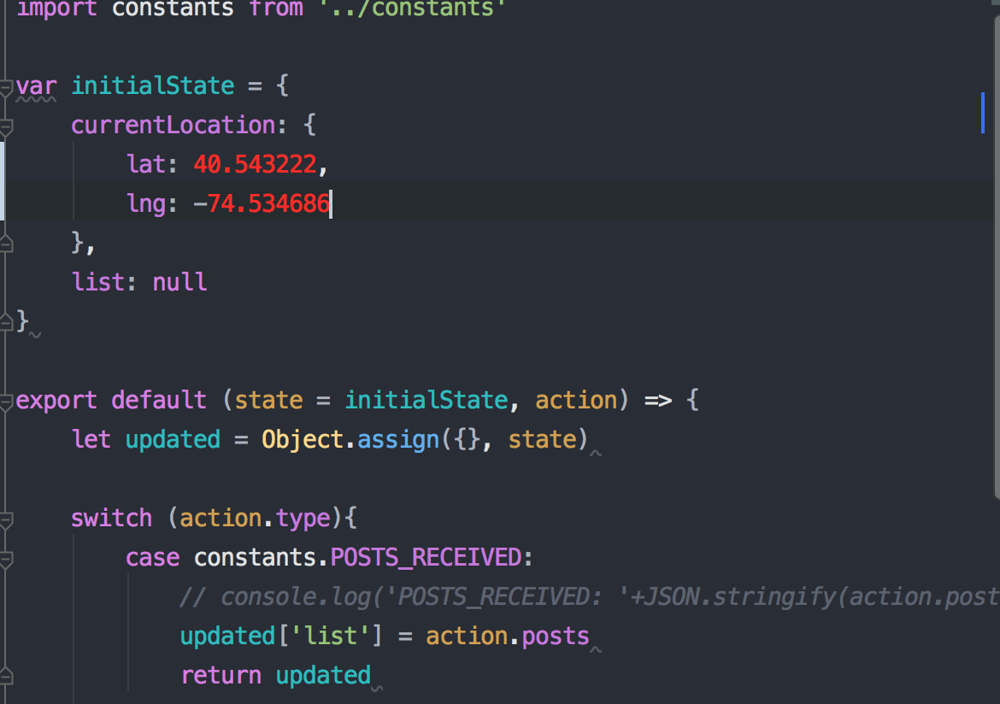 import constants from '../constants'
var initialState = {
currentLocation: {
lat: 40.543222,
lng: -74.534686
},
list: null
}
export default (state = initialState, action) => {
let updated = Object.assign({}, state)
switch (action.type){
case constants.POSTS_RECEIVED:
// console.log('POSTS_RECEIVED: '+JSON.stringify(action.post
updated['list'] = action.posts
return updated